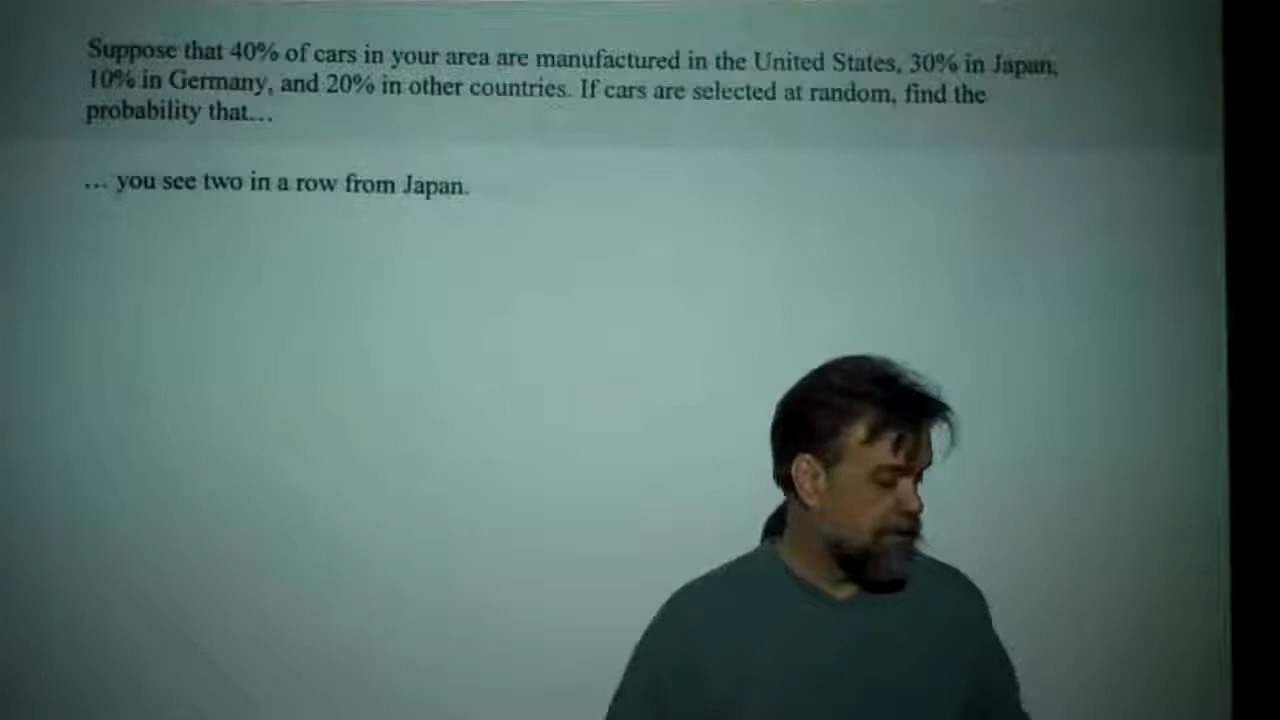 Suppose that 40% of cars in your area are manufactured in the United States, 30% in Japan,
10% in Germany, and 20% in other countries. If cars are selected at random, find the
probability that...
... you see two in a row from Japan.